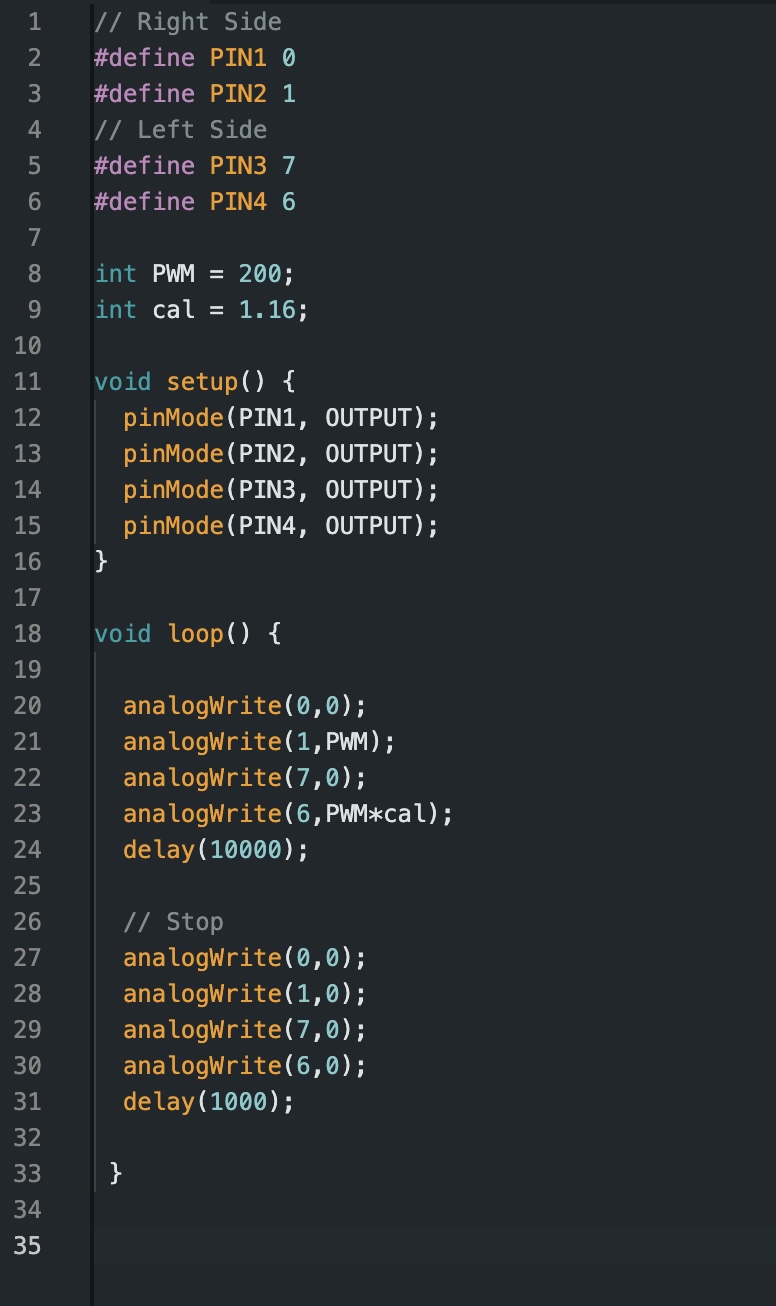 1 // Right Side
2 #define PIN1 0
3 #define PIN2 1
4 // Left Side
5 #define PIN3 7
6 #define PIN4 6
7
8 int PWM = 200;
9 int cal = 1.16;
10
11 void setup() {
12   pinMode(PIN1, OUTPUT);
13   pinMode(PIN2, OUTPUT);
14   pinMode(PIN3, OUTPUT);
15   pinMode(PIN4, OUTPUT);
16 }
17
18 void loop() {
19
20   analogWrite(0,0);
21   analogWrite(1,PWM);
22   analogWrite(7,0);
23   analogWrite(6,PWM*cal);
24   delay(10000);
25
26   // Stop
27   analogWrite(0,0);
28   analogWrite(1,0);
29   analogWrite(7,0);
30   analogWrite(6,0);
31   delay(1000);
32
33  }
34
35